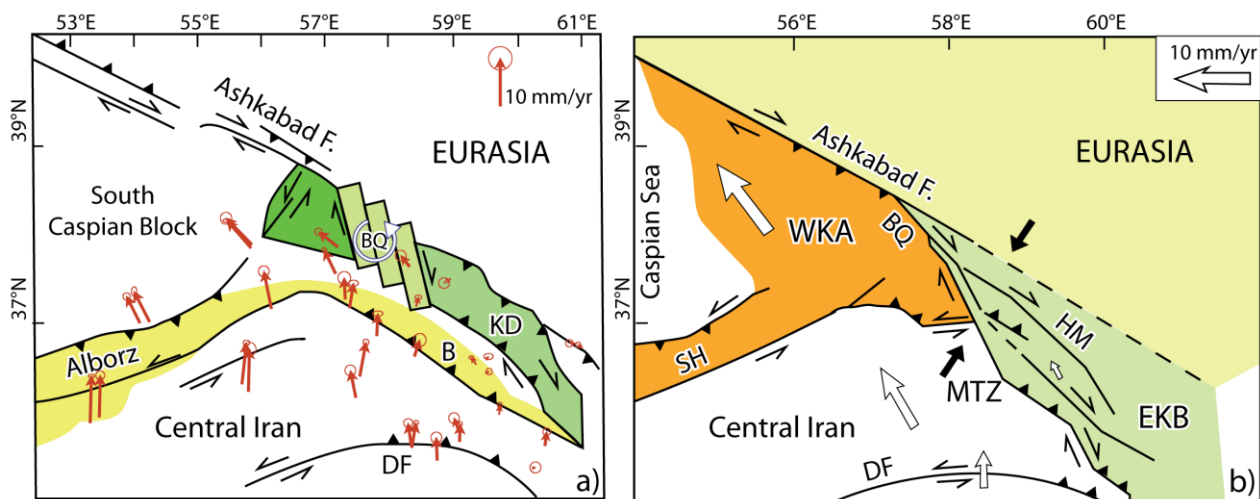 53°E 55°E 57°E 59°E 61°E
39°N
37°N
10 mm/yr
Ashkabad F.
EURASIA
South
Caspian Block
BQ
KD
B
Alborz
Central Iran
DF
a)
56°E 58°E 60°E
39°N
37°N
10 mm/yr
Ashkabad F.
EURASIA
Caspian Sea
WKA
BQ
HM
SH
MTZ
EKB
Central Iran
DF
b)